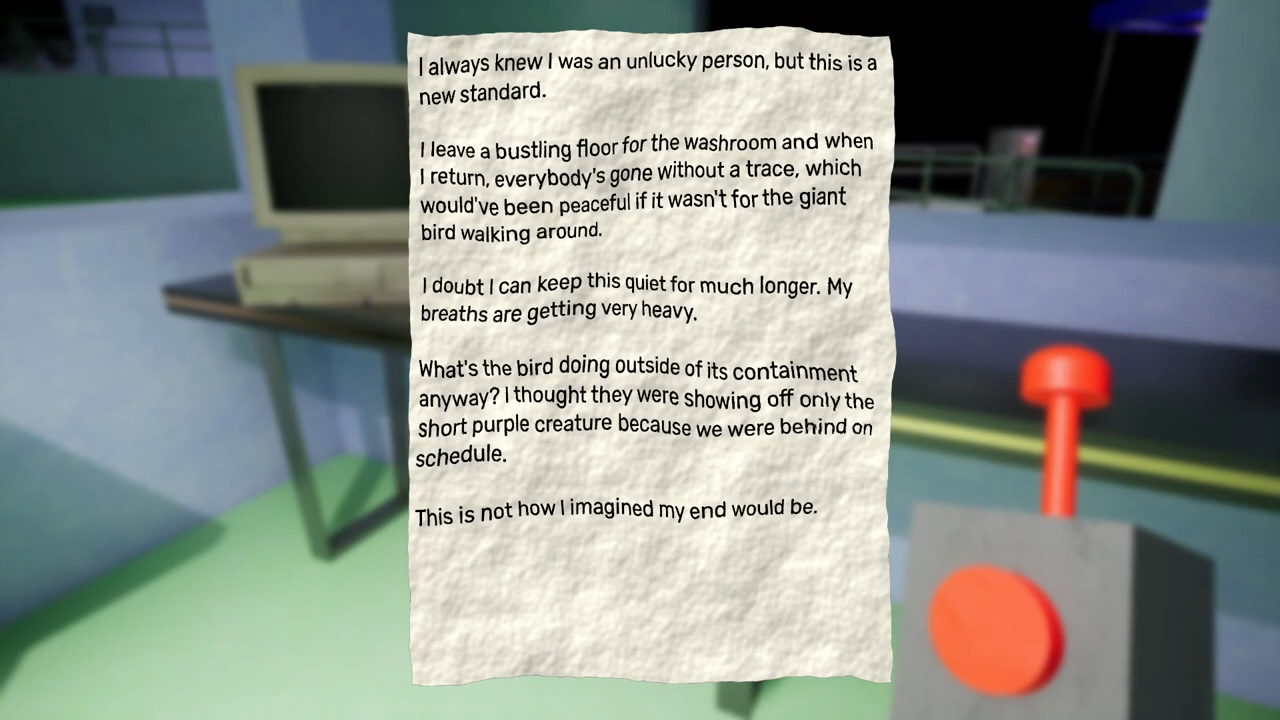 I always knew I was an unlucky person, but this is a
new standard.
I leave a bustling floor for the washroom and when
I return, everybody's gone without a trace, which
would've been peaceful if it wasn't for the giant
bird walking around.
I doubt I can keep this quiet for much longer. My
breaths are getting very heavy.
What's the bird doing outside of its containment
anyway? I thought they were showing off only the
short purple creature because we were behind on
schedule.
This is not how I imagined my end would be.